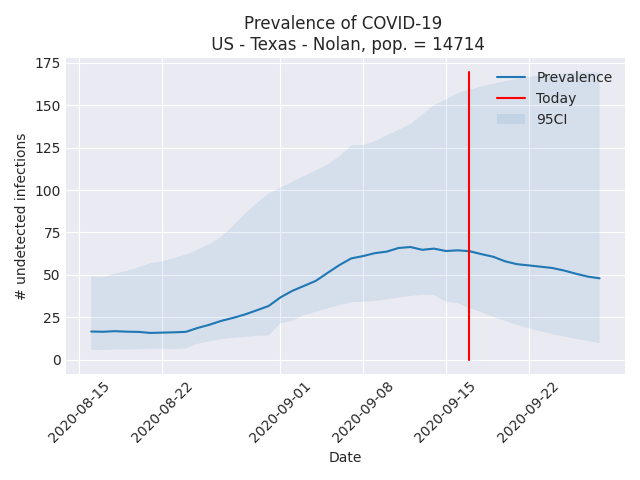 Prevalence of COVID-19
US - Texas - Nolan, pop. = 14714
175
150
125
100
75
50
25
0
# undetected infections
Prevalence
Today
95CI
2020-08-15
2020-08-22
2020-09-01
2020-09-08
2020-09-15
2020-09-22
Date